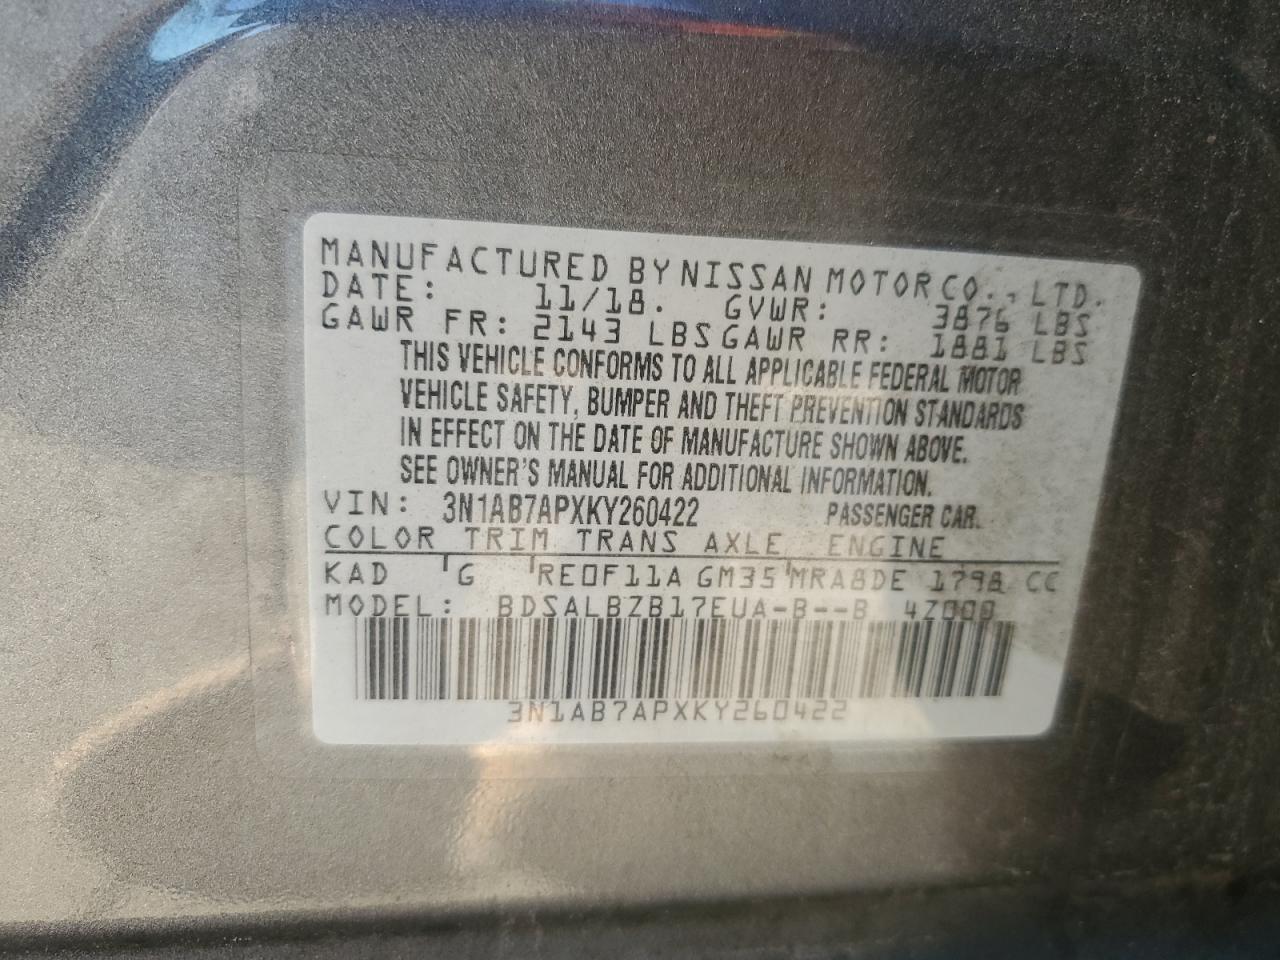 MANUFACTURED BY NISSAN MOTOR CO., LTD.
DATE: 11/18. GVWR: 3876 LBS
GAWR FR: 2143 LBS GAWR RR: 1881 LBS
THIS VEHICLE CONFORMS TO ALL APPLICABLE FEDERAL MOTOR
VEHICLE SAFETY, BUMPER AND THEFT PREVENTION STANDARDS
IN EFFECT ON THE DATE OF MANUFACTURE SHOWN ABOVE.
SEE OWNER'S MANUAL FOR ADDITIONAL INFORMATION.
VIN: 3N1AB7APXKY260422 PASSENGER CAR.
COLOR TRIM TRANS AXLE ENGINE
KAD G RE0F11A GM35 MRA8DE 1798 CC
MODEL: BDSALBZB17EUA-B--B 4Z000
3N1AB7APXKY260422